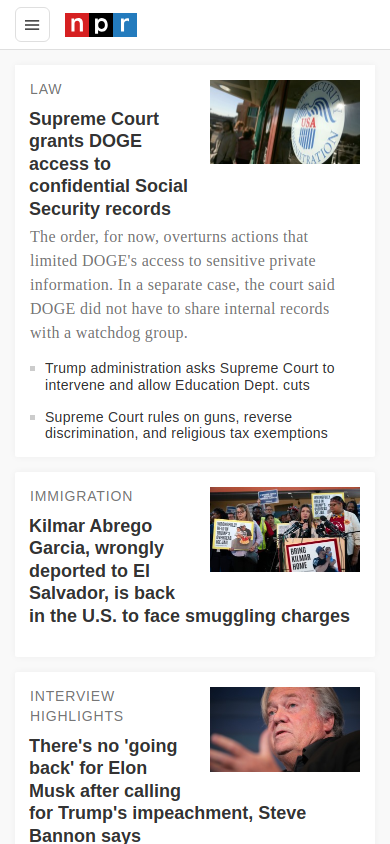 npr
LAW
Supreme Court
grants DOGE
access to
confidential Social
Security records
USA
The order, for now, overturns actions that
limited DOGE's access to sensitive private
information. In a separate case, the court said
DOGE did not have to share internal records
with a watchdog group.
Trump administration asks Supreme Court to
intervene and allow Education Dept. cuts
Supreme Court rules on guns, reverse
discrimination, and religious tax exemptions
IMMIGRATION
Kilmar Abrego
Garcia, wrongly
deported to El
Salvador, is back
in the U.S. to face smuggling charges
BRING
KILMAR
HOME
INTERVIEW
HIGHLIGHTS
There's no 'going
back' for Elon
Musk after calling
for Trump's impeachment, Steve
Bannon says